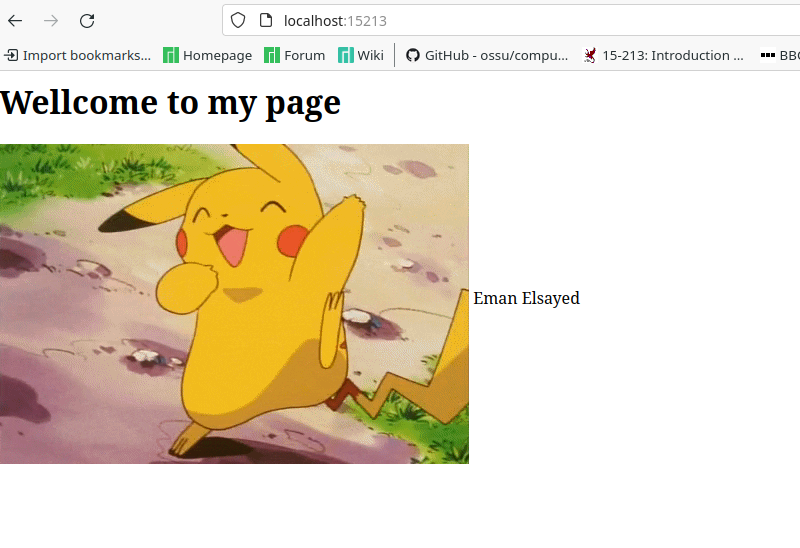 localhost:15213
Import bookmarks... Homepage Forum Wiki GitHub - ossu/compu... 15-213: Introduction ... BBC
Wellcome to my page
Eman Elsayed